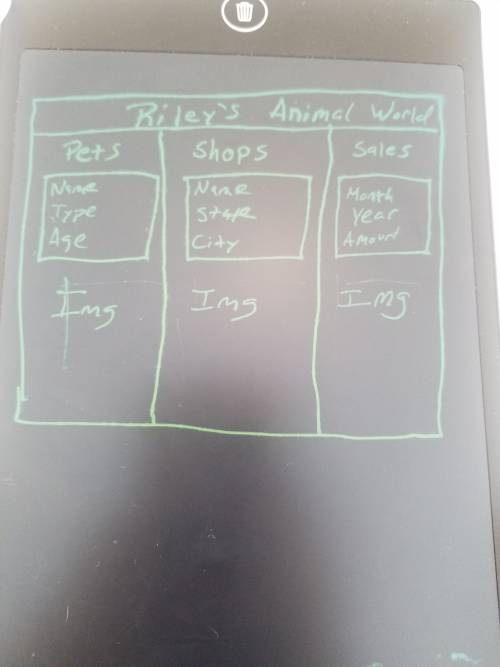 Riley's Animal World
Pets
Name
Type
Age
Img
Shops
Name
State
City
Img
Sales
Month
Year
Amount
Img